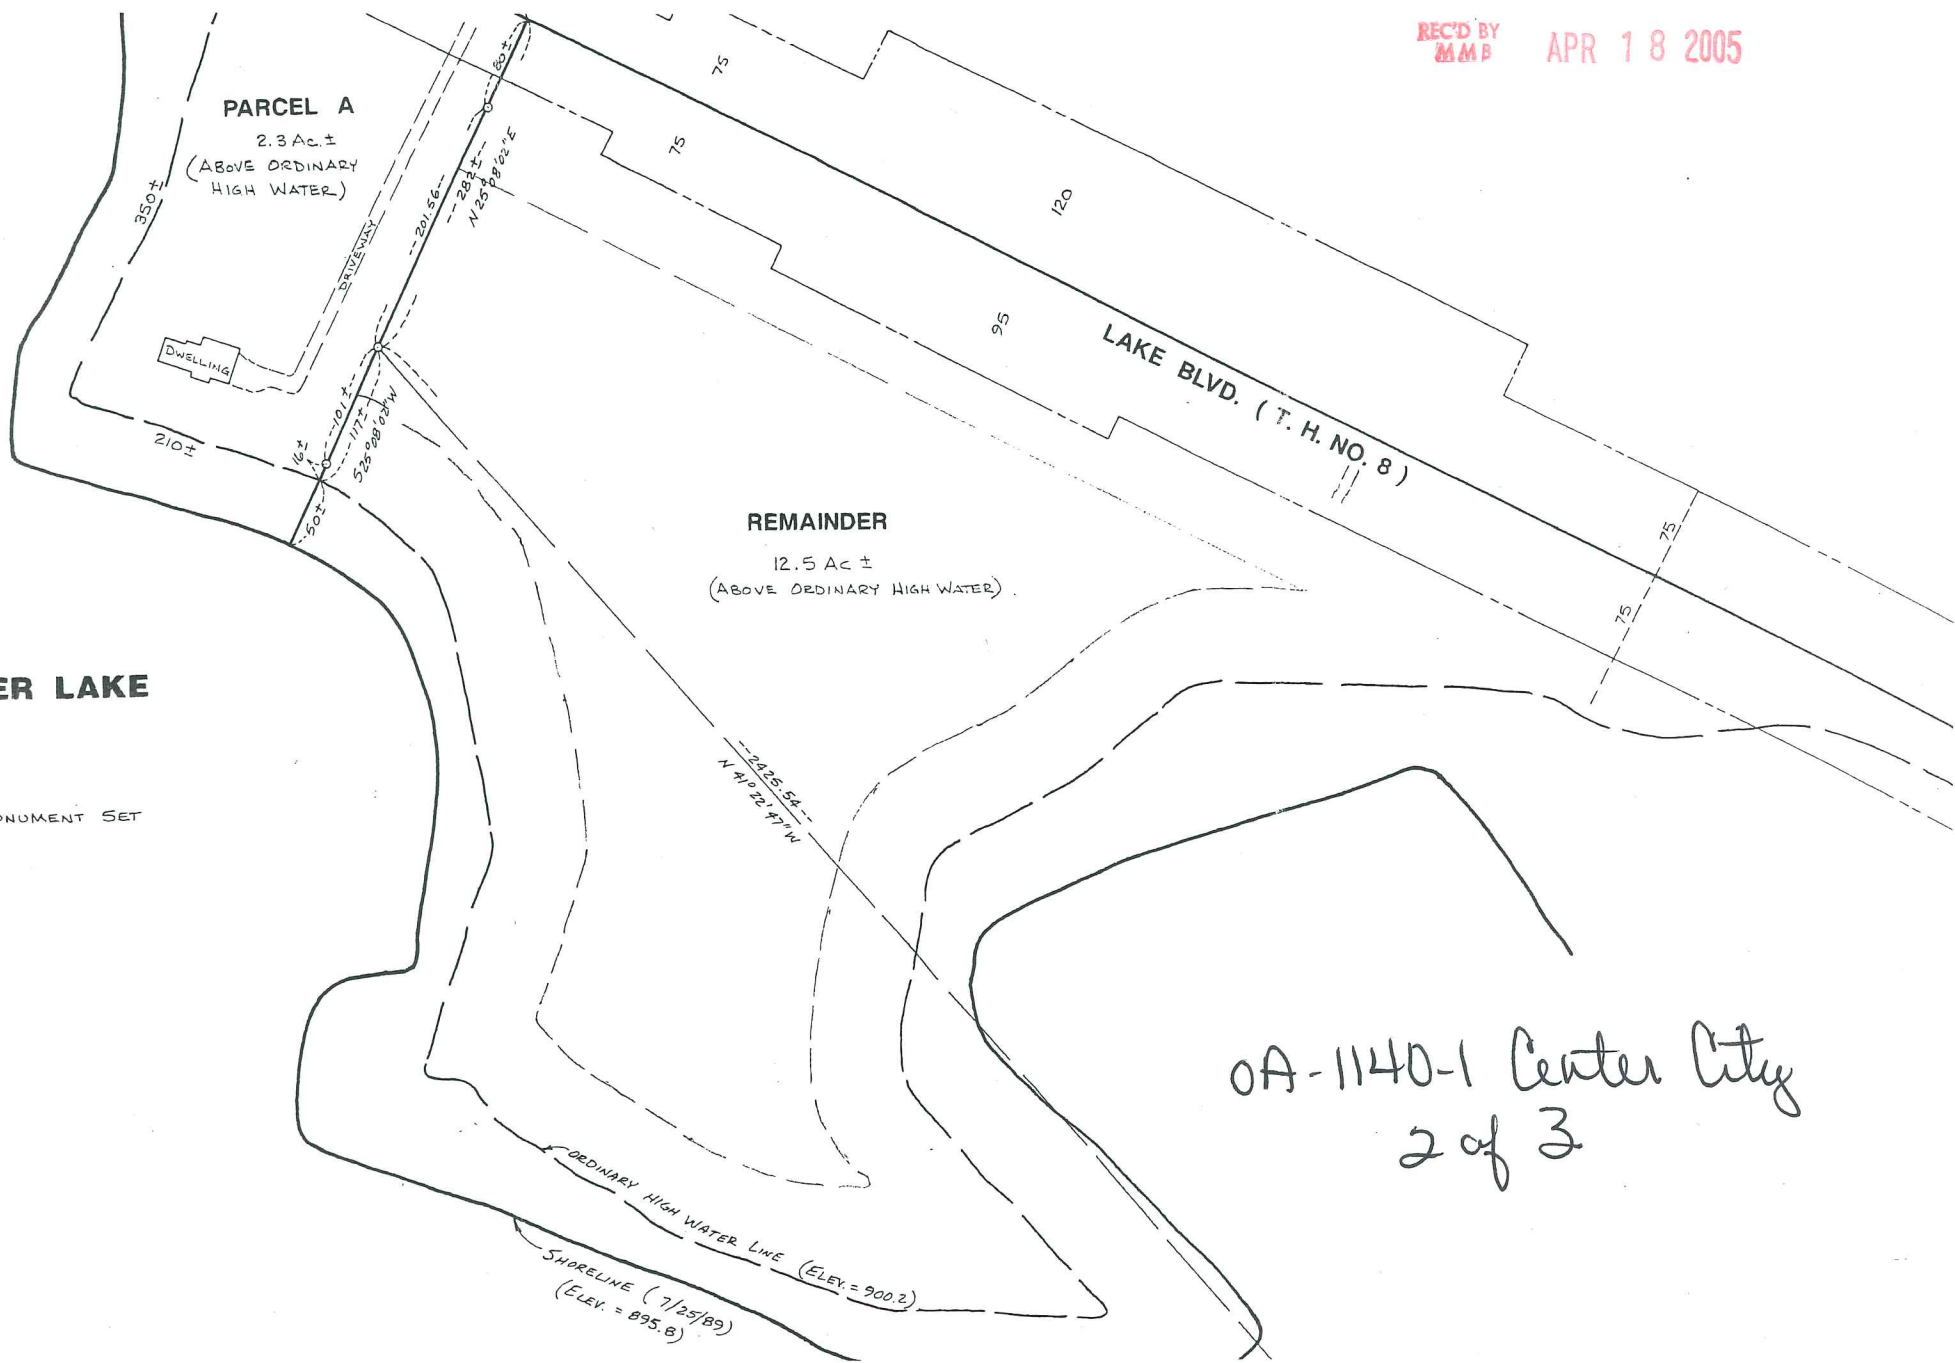 REC'D BY
MMB
APR 18 2005
PARCEL A
2.3 Ac. ±
(ABOVE ORDINARY
HIGH WATER)
350±
DRIVEWAY
DWELLING
210±
80±
--201.56--
--282±--
N 25°08'02"E
--101±
--117±
S25°08'02"W
16±
50±
75
75
120
95
LAKE BLVD. (T. H. NO. 8)
75
75
REMAINDER
12.5 Ac ±
(ABOVE ORDINARY HIGH WATER).
ER LAKE
ONUMENT SET
--2425.54--
N 41°22'47"W
ORDINARY HIGH WATER LINE (ELEV. = 900.2)
SHORELINE (7/25/89)
(ELEV. = 895.8)
OA-1140-1 Center City
2 of 3